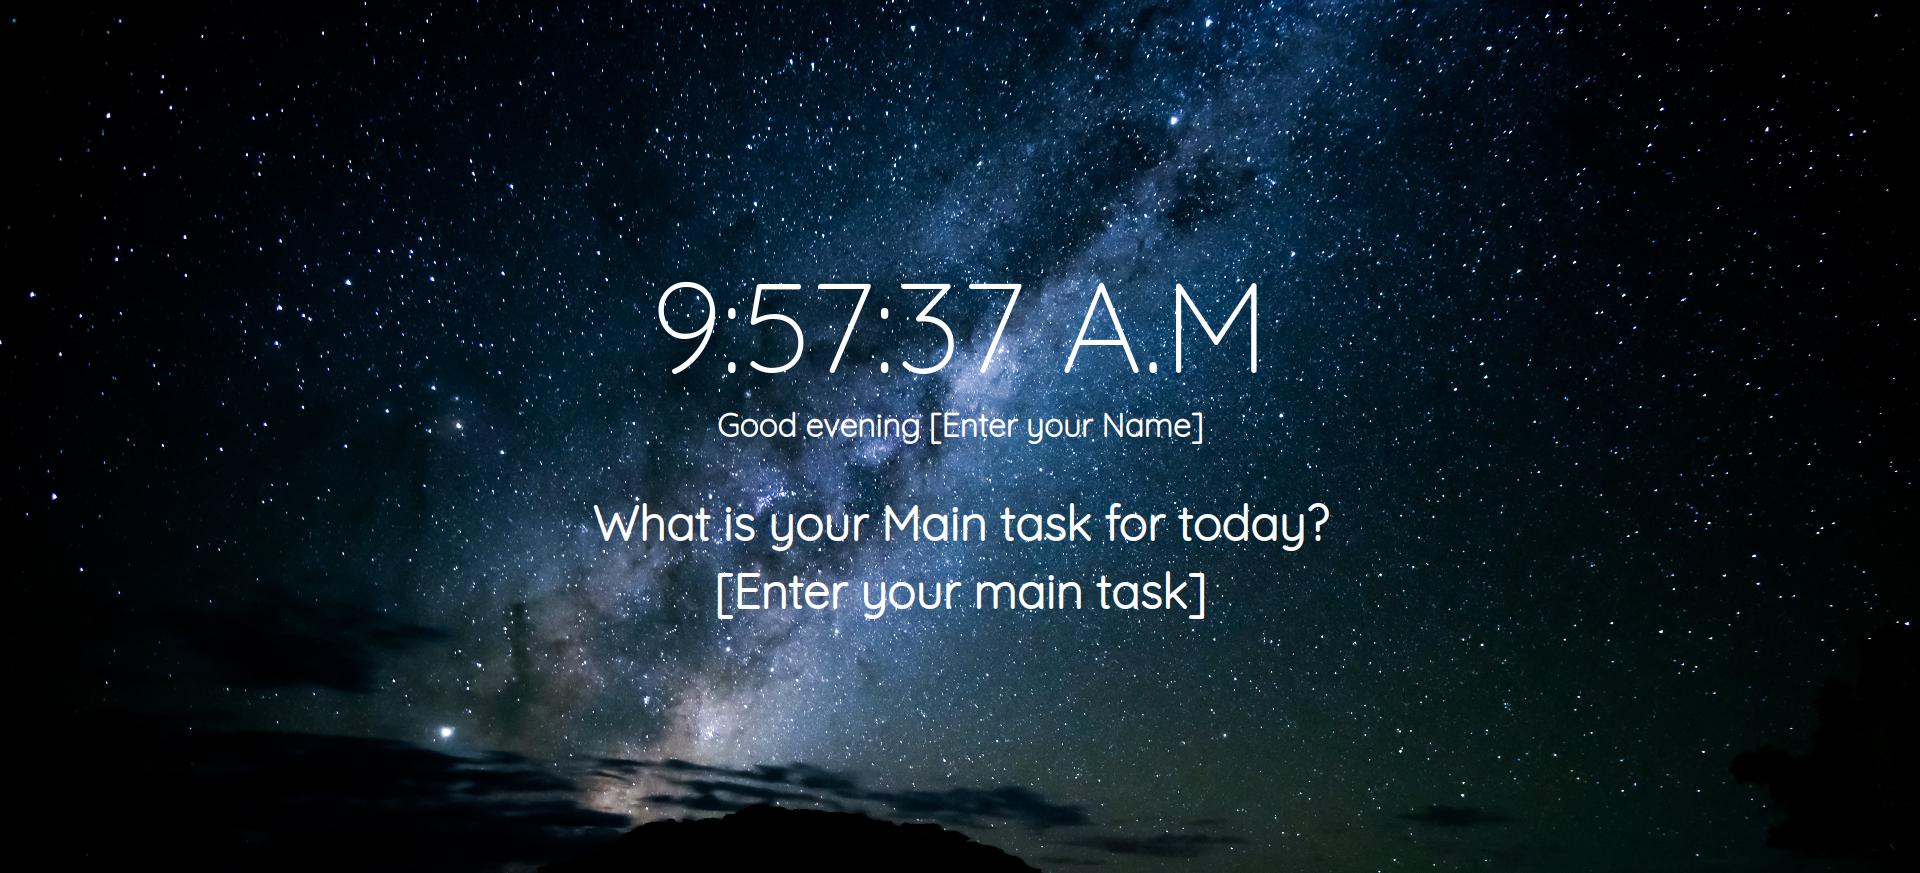 9:57:37 A.M
Good evening [Enter your Name]
What is your Main task for today?
[Enter your main task]